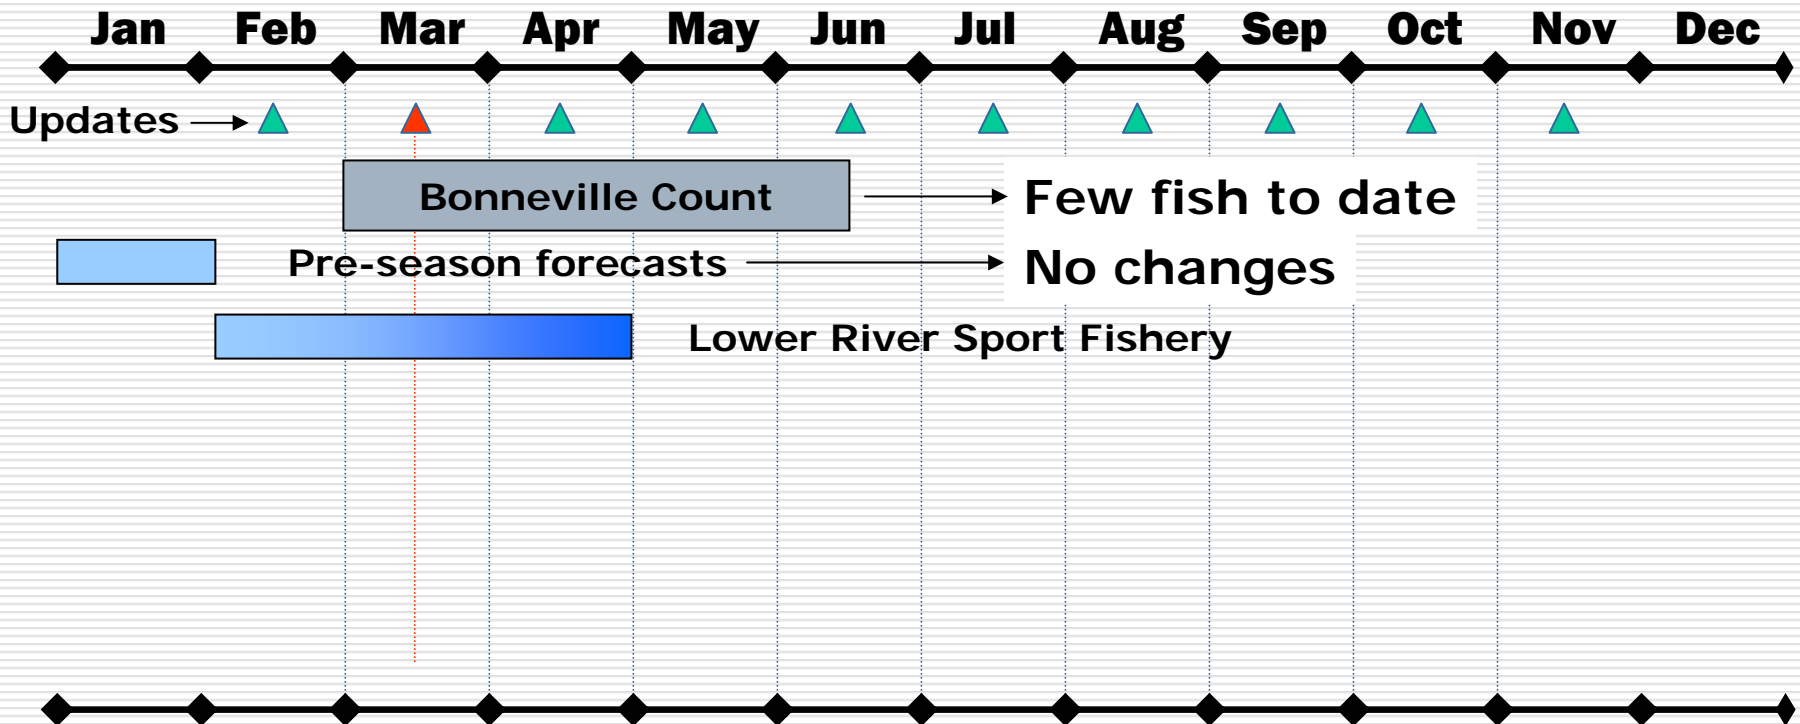 Jan Feb Mar Apr May Jun Jul Aug Sep Oct Nov Dec
Updates
Bonneville Count
Few fish to date
Pre-season forecasts
No changes
Lower River Sport Fishery